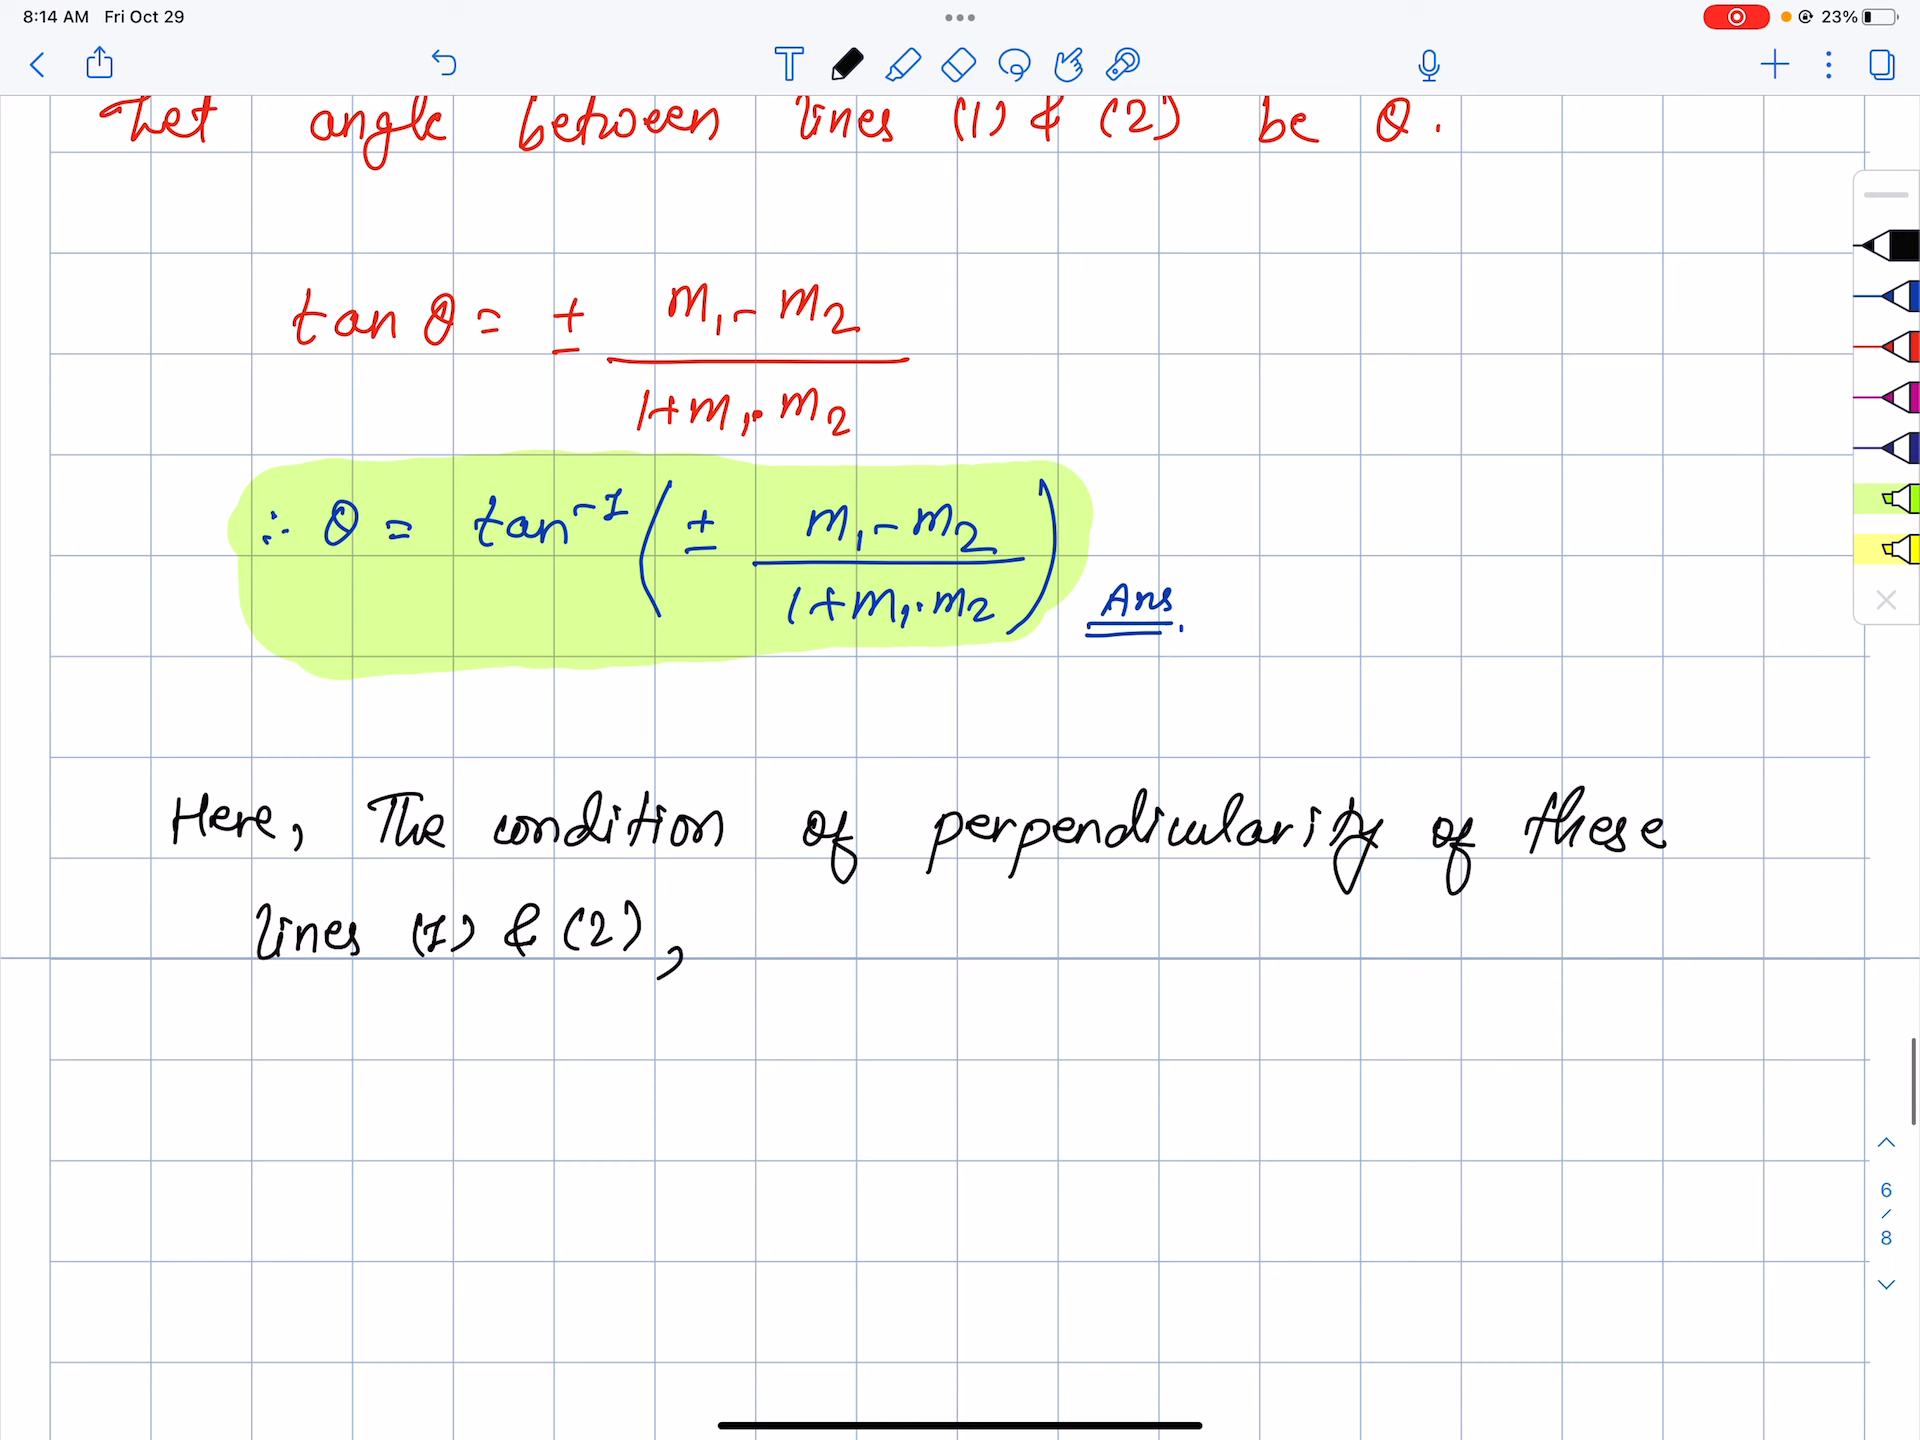 8:14 AM Fri Oct 29
23%
Let angle between lines (1) & (2) be θ.
tan θ = ± m₁ - m₂
1+m₁.m₂
∴ θ = tan⁻¹ ( ± m₁ - m₂
1+m₁.m₂ ) Ans.
Here, The condition of perpendicularity of these
lines (1) & (2),
6
/
8